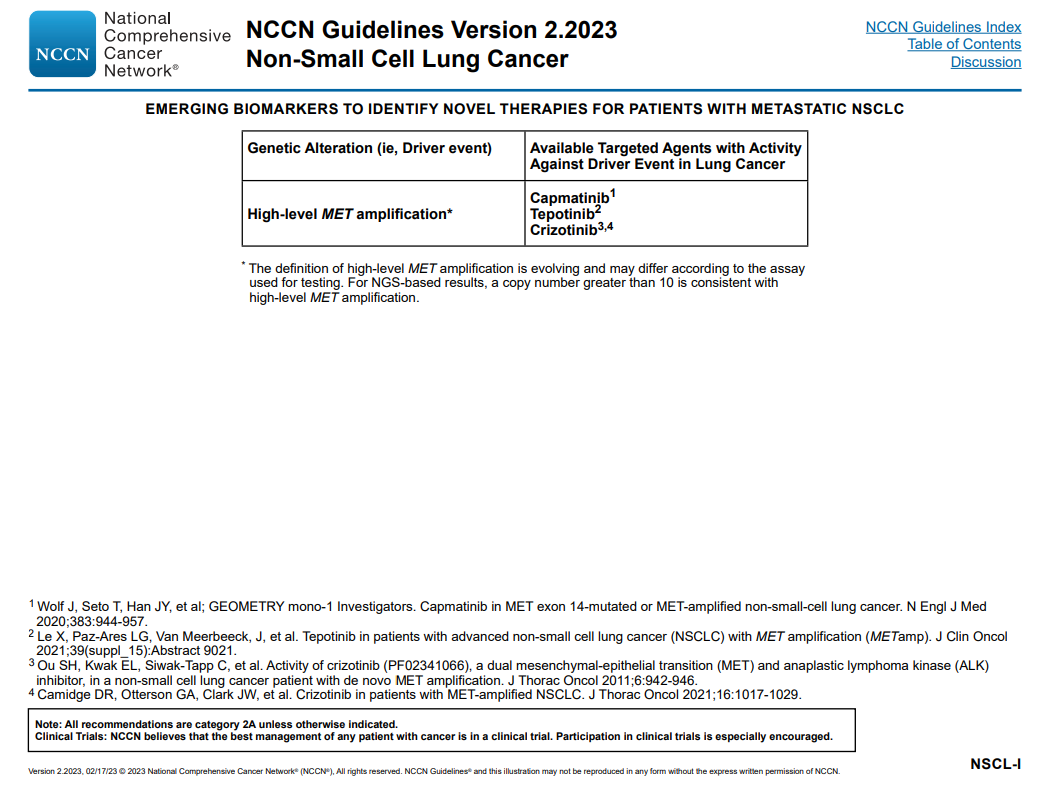 National
Comprehensive
NCCN Cancer
Network®
NCCN Guidelines Version 2.2023
Non-Small Cell Lung Cancer
NCCN Guidelines Index
Table of Contents
Discussion
EMERGING BIOMARKERS TO IDENTIFY NOVEL THERAPIES FOR PATIENTS WITH METASTATIC NSCLC
Genetic Alteration (ie, Driver event)
Available Targeted Agents with Activity
Against Driver Event in Lung Cancer
High-level MET amplification*
Capmatinib1
Tepotinib2
Crizotinib3,4
* The definition of high-level MET amplification is evolving and may differ according to the assay
used for testing. For NGS-based results, a copy number greater than 10 is consistent with
high-level MET amplification.
1 Wolf J, Seto T, Han JY, et al; GEOMETRY mono-1 Investigators. Capmatinib in MET exon 14-mutated or MET-amplified non-small-cell lung cancer. N Engl J Med
2020;383:944-957.
2 Le X, Paz-Ares LG, Van Meerbeeck, J, et al. Tepotinib in patients with advanced non-small cell lung cancer (NSCLC) with MET amplification (METamp). J Clin Oncol
2021;39(suppl_15):Abstract 9021.
3 Ou SH, Kwak EL, Siwak-Tapp C, et al. Activity of crizotinib (PF02341066), a dual mesenchymal-epithelial transition (MET) and anaplastic lymphoma kinase (ALK)
inhibitor, in a non-small cell lung cancer patient with de novo MET amplification. J Thorac Oncol 2011;6:942-946.
4 Camidge DR, Otterson GA, Clark JW, et al. Crizotinib in patients with MET-amplified NSCLC. J Thorac Oncol 2021;16:1017-1029.
Note: All recommendations are category 2A unless otherwise indicated.
Clinical Trials: NCCN believes that the best management of any patient with cancer is in a clinical trial. Participation in clinical trials is especially encouraged.
NSCL-I
Version 2.2023, 02/17/23 © 2023 National Comprehensive Cancer Network® (NCCN®), All rights reserved. NCCN Guidelines® and this illustration may not be reproduced in any form without the express written permission of NCCN.